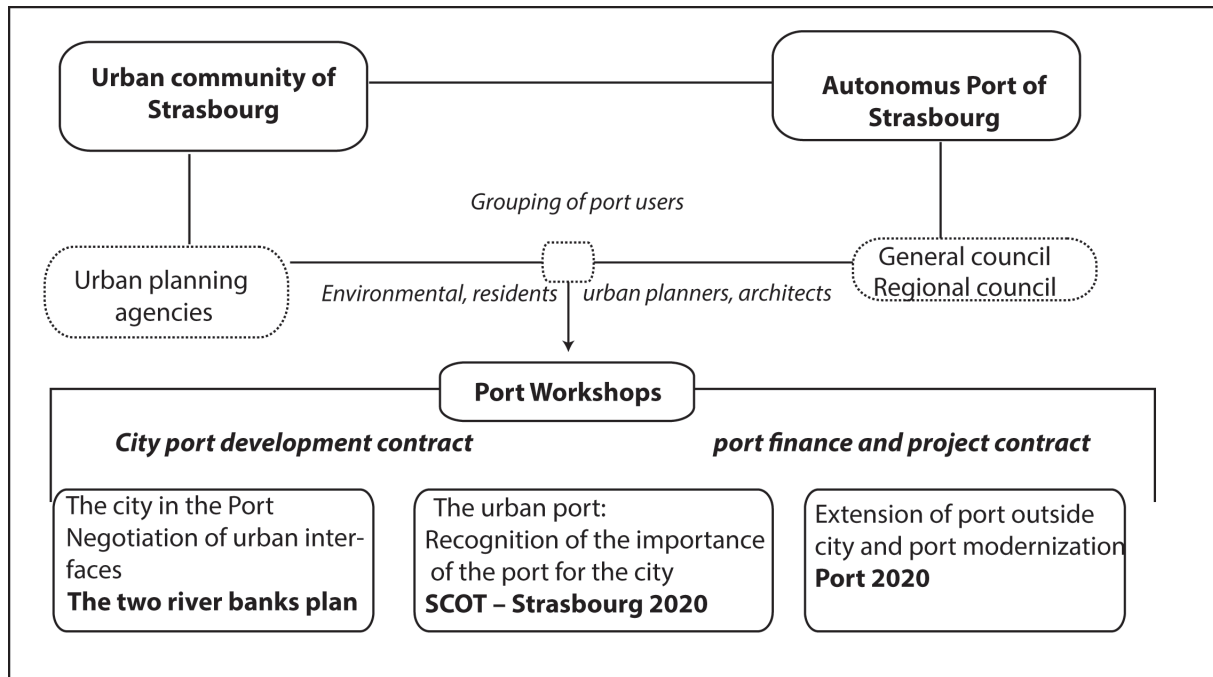 Urban community of
Strasbourg
Autonomus Port of
Strasbourg
Grouping of port users
Urban planning
agencies
General council
Regional council
Environmental, residents
urban planners, architects
Port Workshops
City port development contract
port finance and project contract
The city in the Port
Negotiation of urban inter-
faces
The two river banks plan
The urban port:
Recognition of the importance
of the port for the city
SCOT – Strasbourg 2020
Extension of port outside
city and port modernization
Port 2020